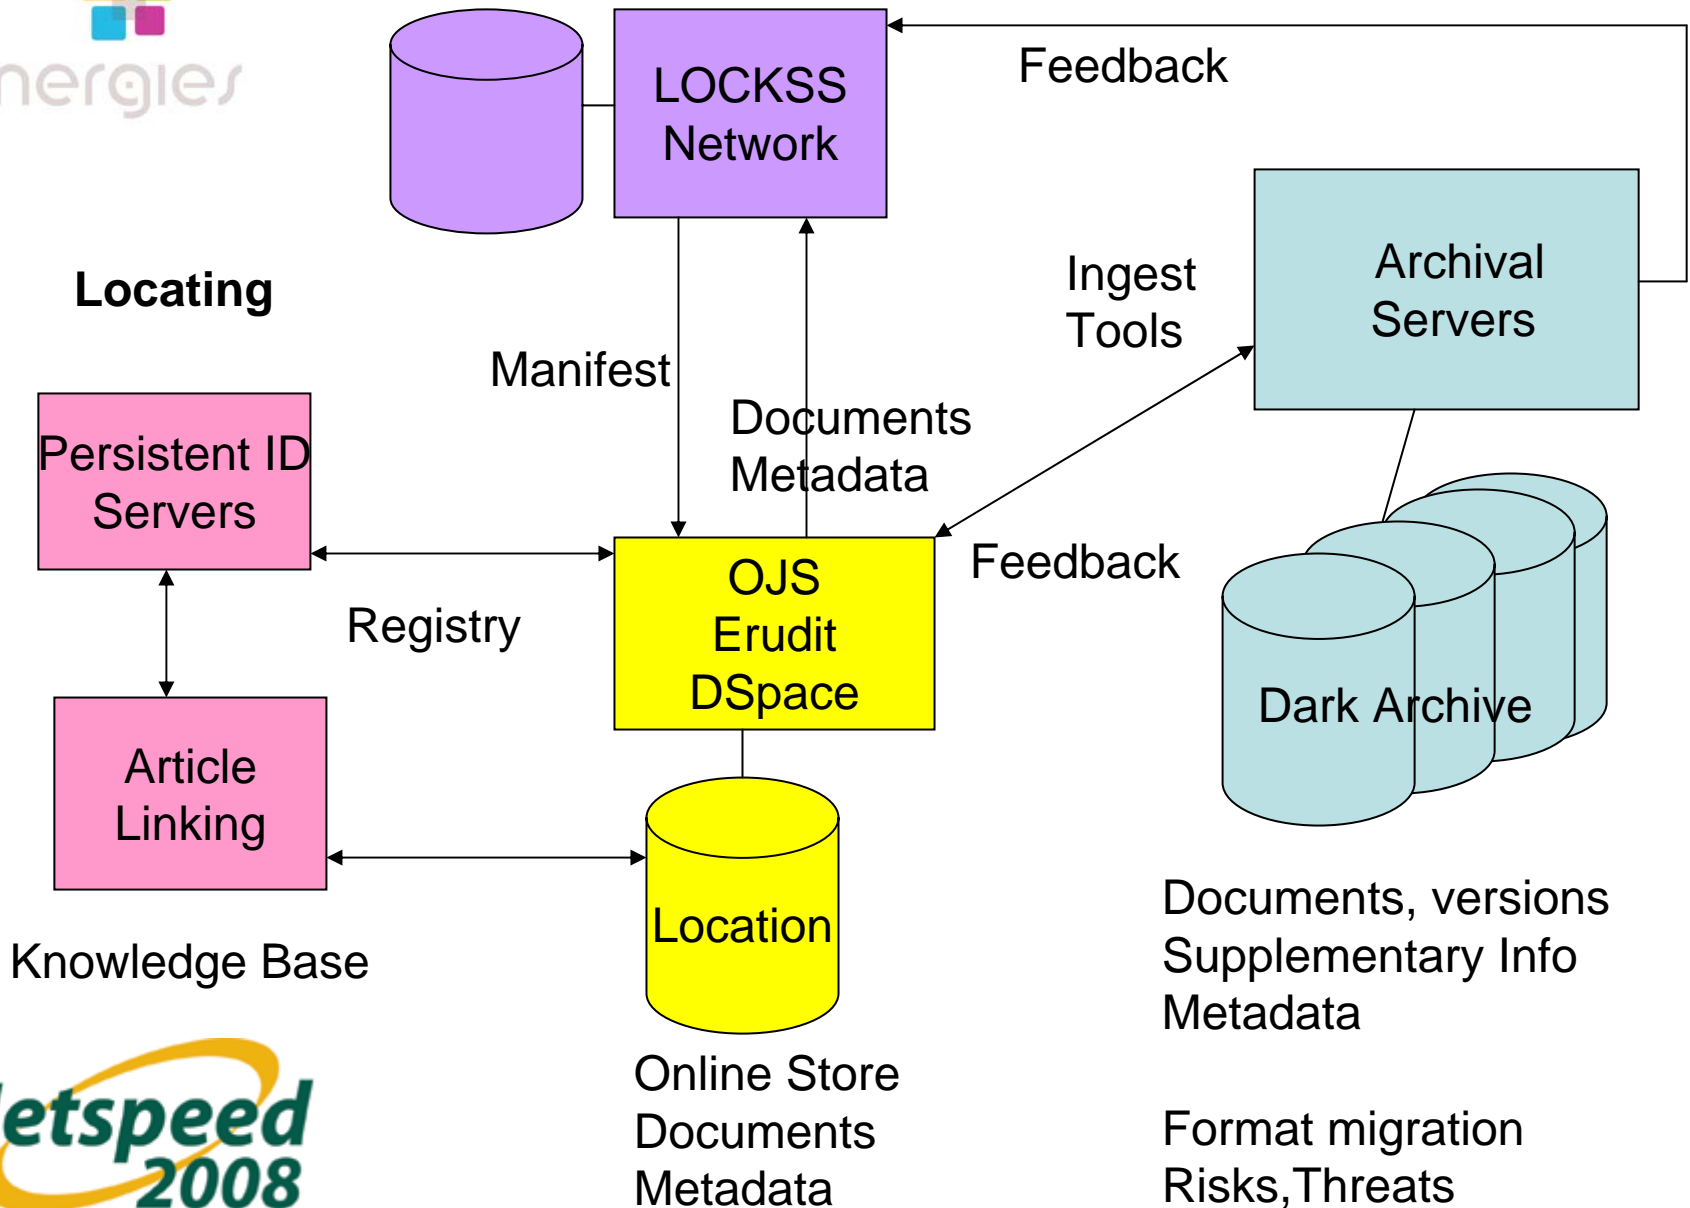 nergies
LOCKSS
Network
Feedback
Archival
Servers
Ingest
Tools
Locating
Manifest
Documents
Metadata
Persistent ID
Servers
Feedback
OJS
Erudit
DSpace
Registry
Dark Archive
Article
Linking
Location
Knowledge Base
Documents, versions
Supplementary Info
Metadata
Online Store
Documents
Metadata
Format migration
Risks,Threats
etspeed
2008